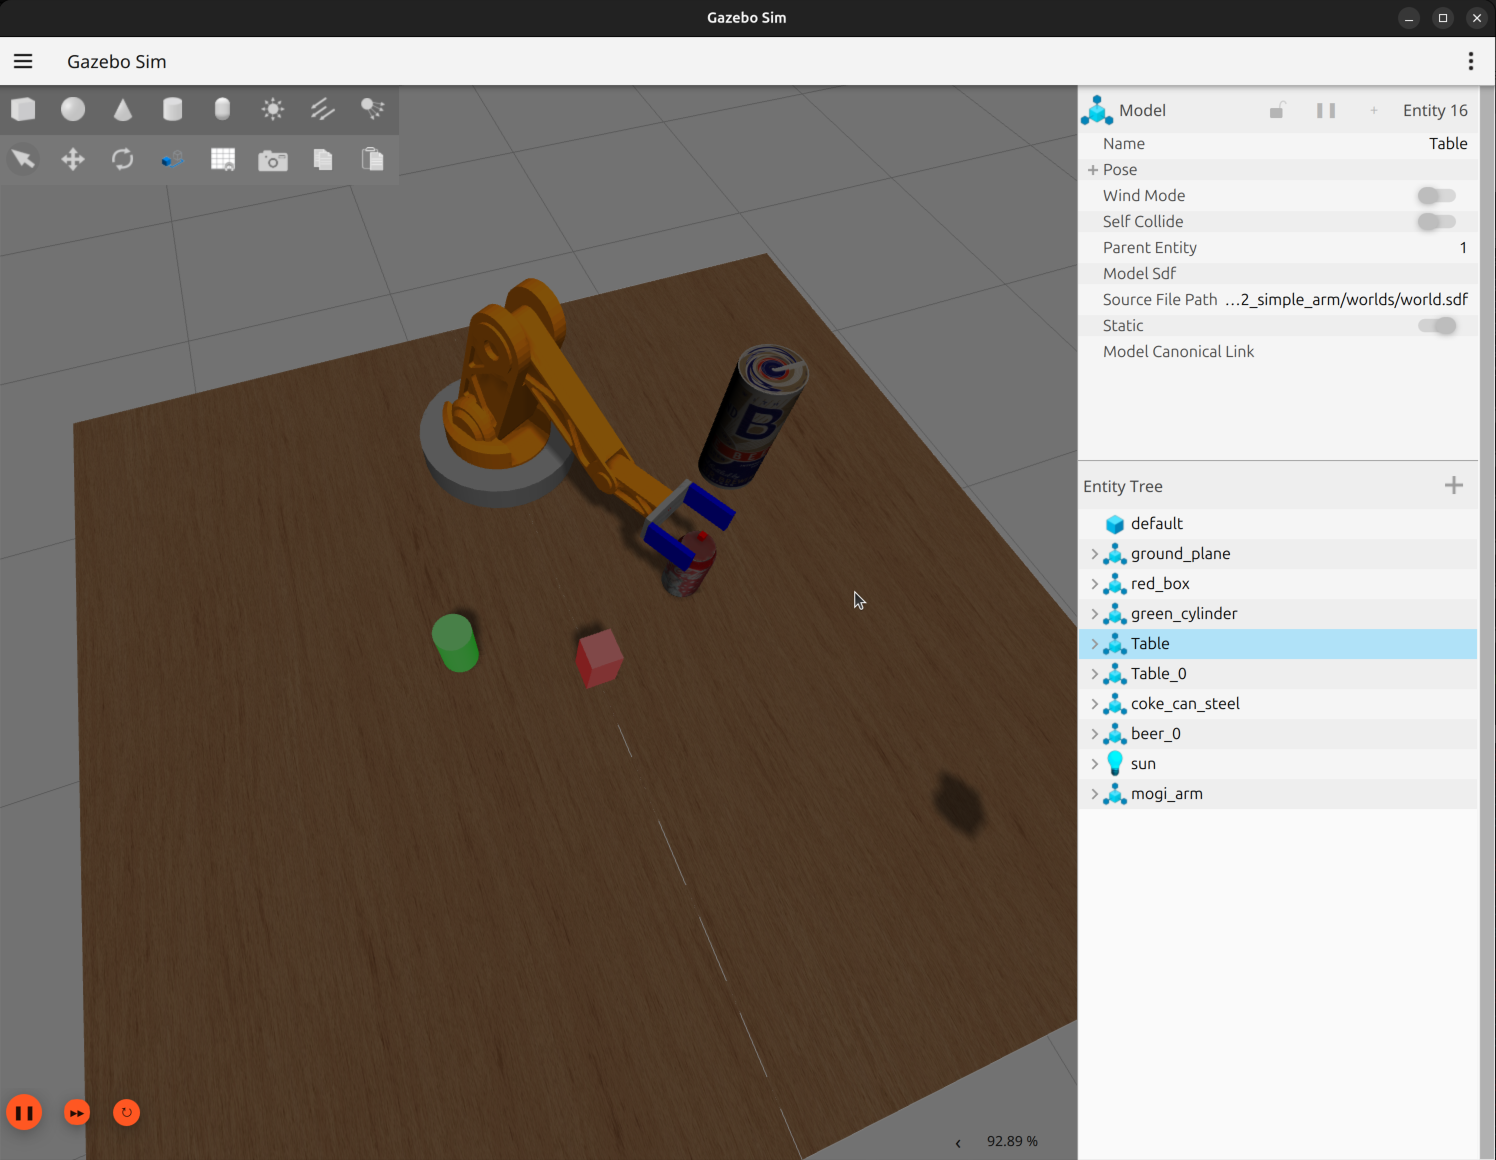 Gazebo Sim
Gazebo Sim
Model
Entity 16
Name
Table
Pose
Wind Mode
Self Collide
Parent Entity
1
Model Sdf
Source File Path
...2_simple_arm/worlds/world.sdf
Static
Model Canonical Link
B
Entity Tree
default
ground_plane
red_box
green_cylinder
Table
Table_0
coke_can_steel
beer_0
sun
mogi_arm
92.89 %